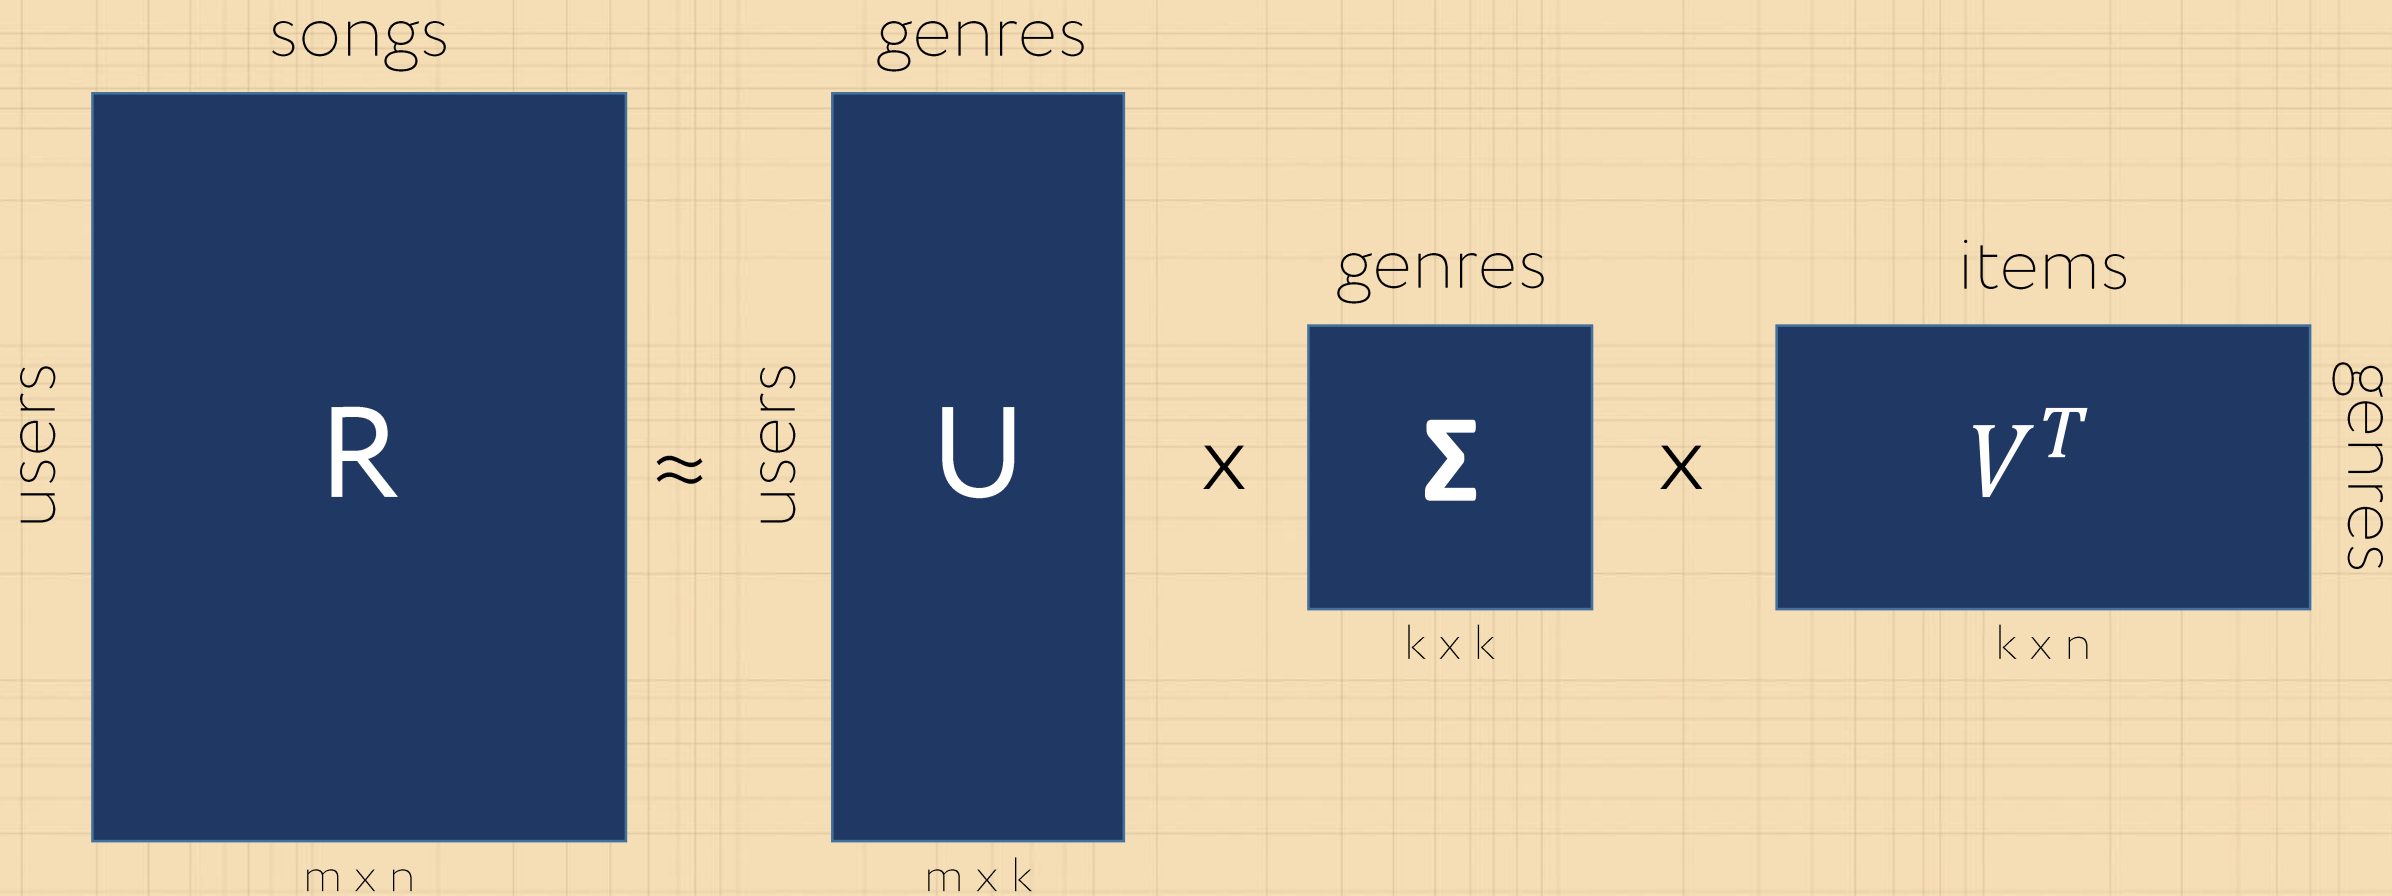 songs
users
R
m x n
≈
genres
users
U
m x k
x
genres
Σ
k x k
x
items
V^T
genres
k x n